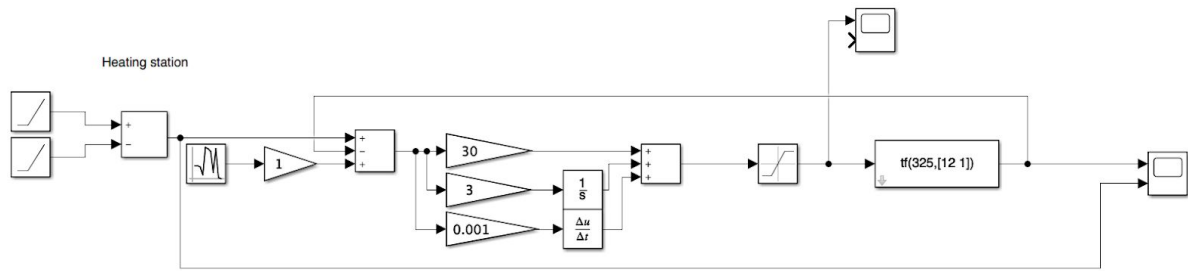 Heating station
+
−
1
+
−
+
30
3
0.001
1
s
Δu
Δt
+
+
+
tf(325,[12 1])